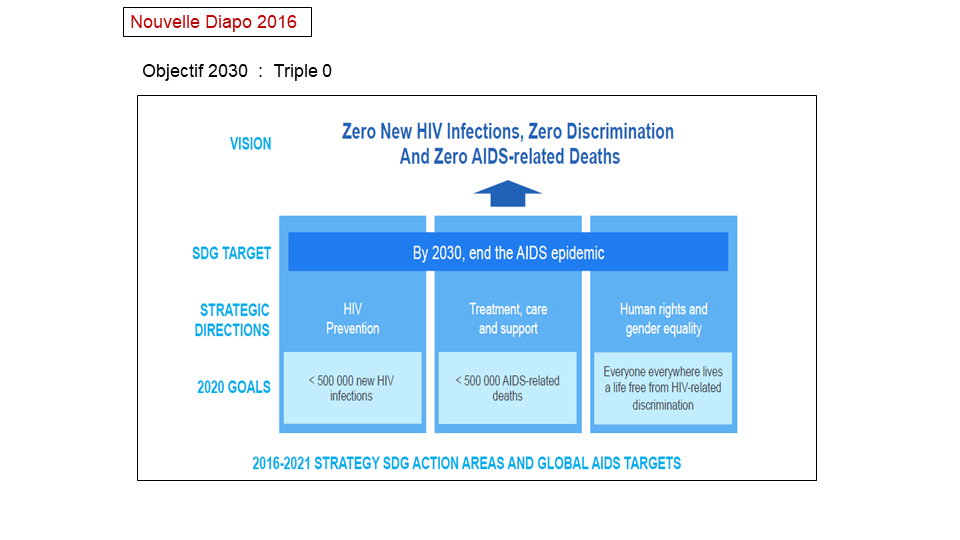 Nouvelle Diapo 2016
Objectif 2030 : Triple 0
VISION
Zero New HIV Infections, Zero Discrimination
And Zero AIDS-related Deaths
SDG TARGET
By 2030, end the AIDS epidemic
STRATEGIC
DIRECTIONS
HIV
Prevention
Treatment, care
and support
Human rights and
gender equality
2020 GOALS
< 500 000 new HIV
infections
< 500 000 AIDS-related
deaths
Everyone everywhere lives
a life free from HIV-related
discrimination
2016-2021 STRATEGY SDG ACTION AREAS AND GLOBAL AIDS TARGETS